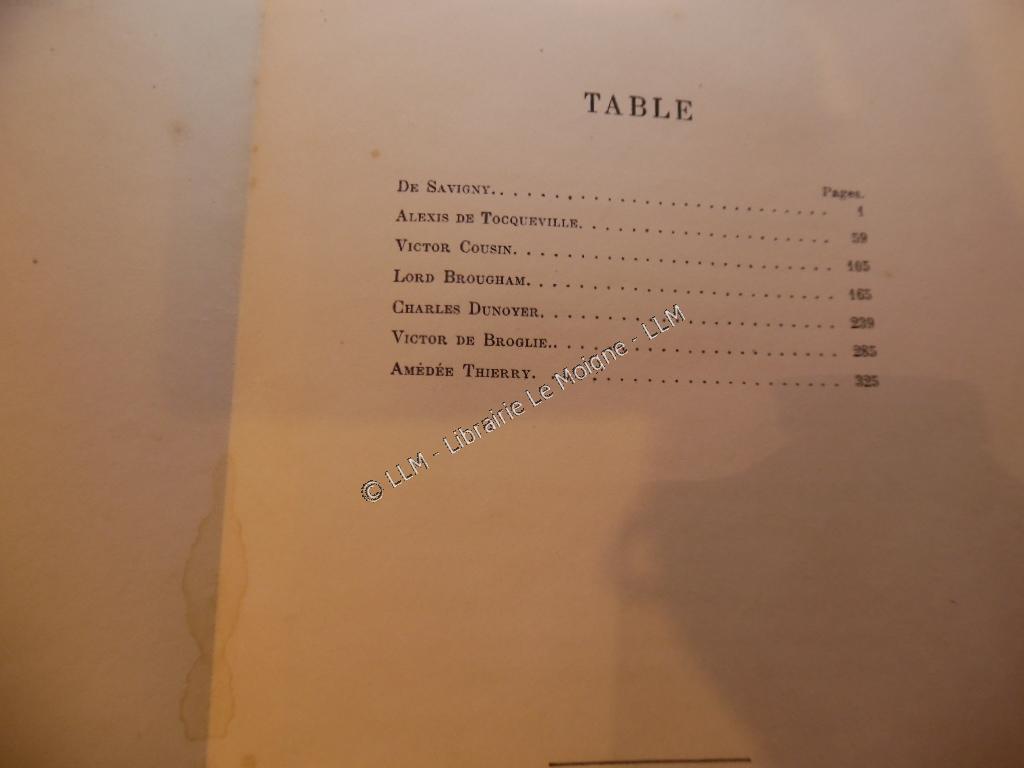 TABLE
Pages.
DE SAVIGNY. 1
ALEXIS DE TOCQUEVILLE. 59
VICTOR COUSIN. 105
LORD BROUGHAM. 165
CHARLES DUNOYER. 239
VICTOR DE BROGLIE. 285
AMÉDÉE THIERRY. 325
© LLM - Librairie Le Moigne - LLM